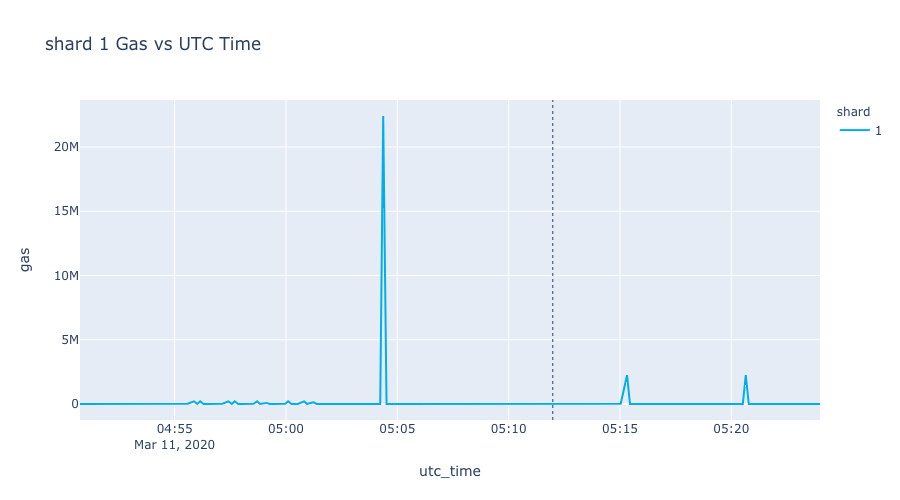 shard 1 Gas vs UTC Time
shard
1
20M
15M
10M
5M
0
gas
04:55
Mar 11, 2020
05:00
05:05
05:10
05:15
05:20
utc_time